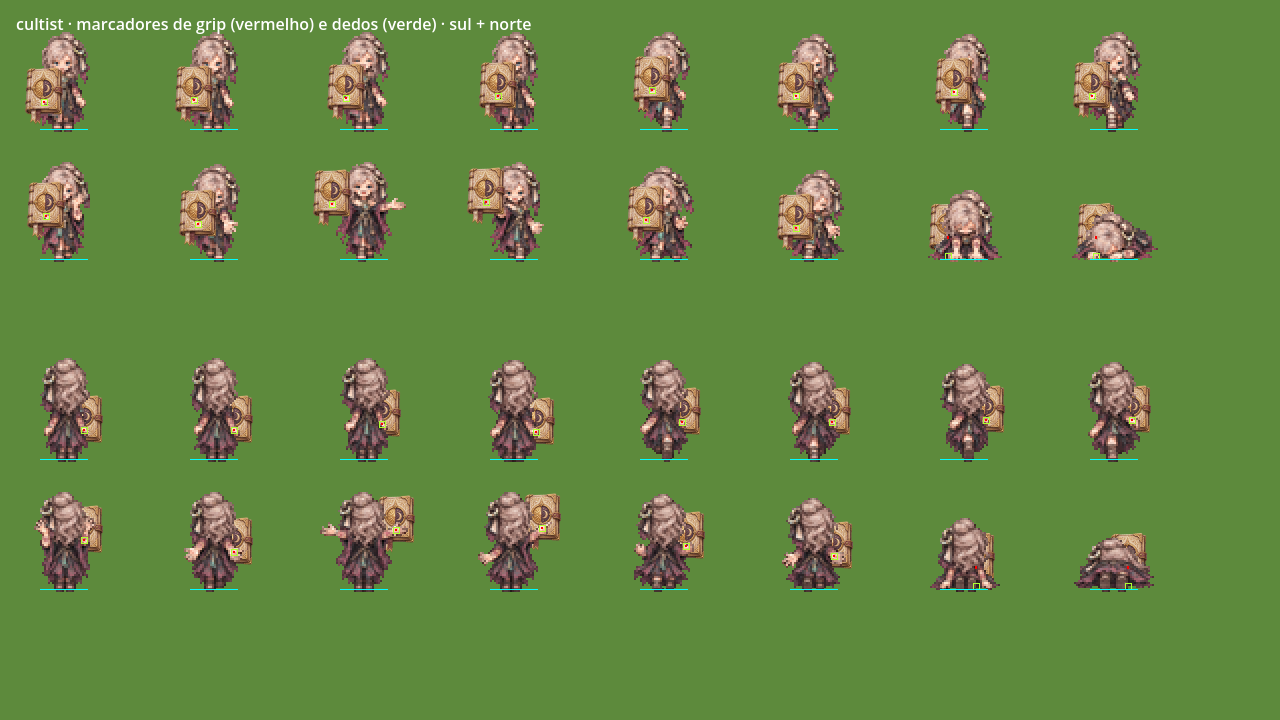 cultist · marcadores de grip (vermelho) e dedos (verde) · sul + norte